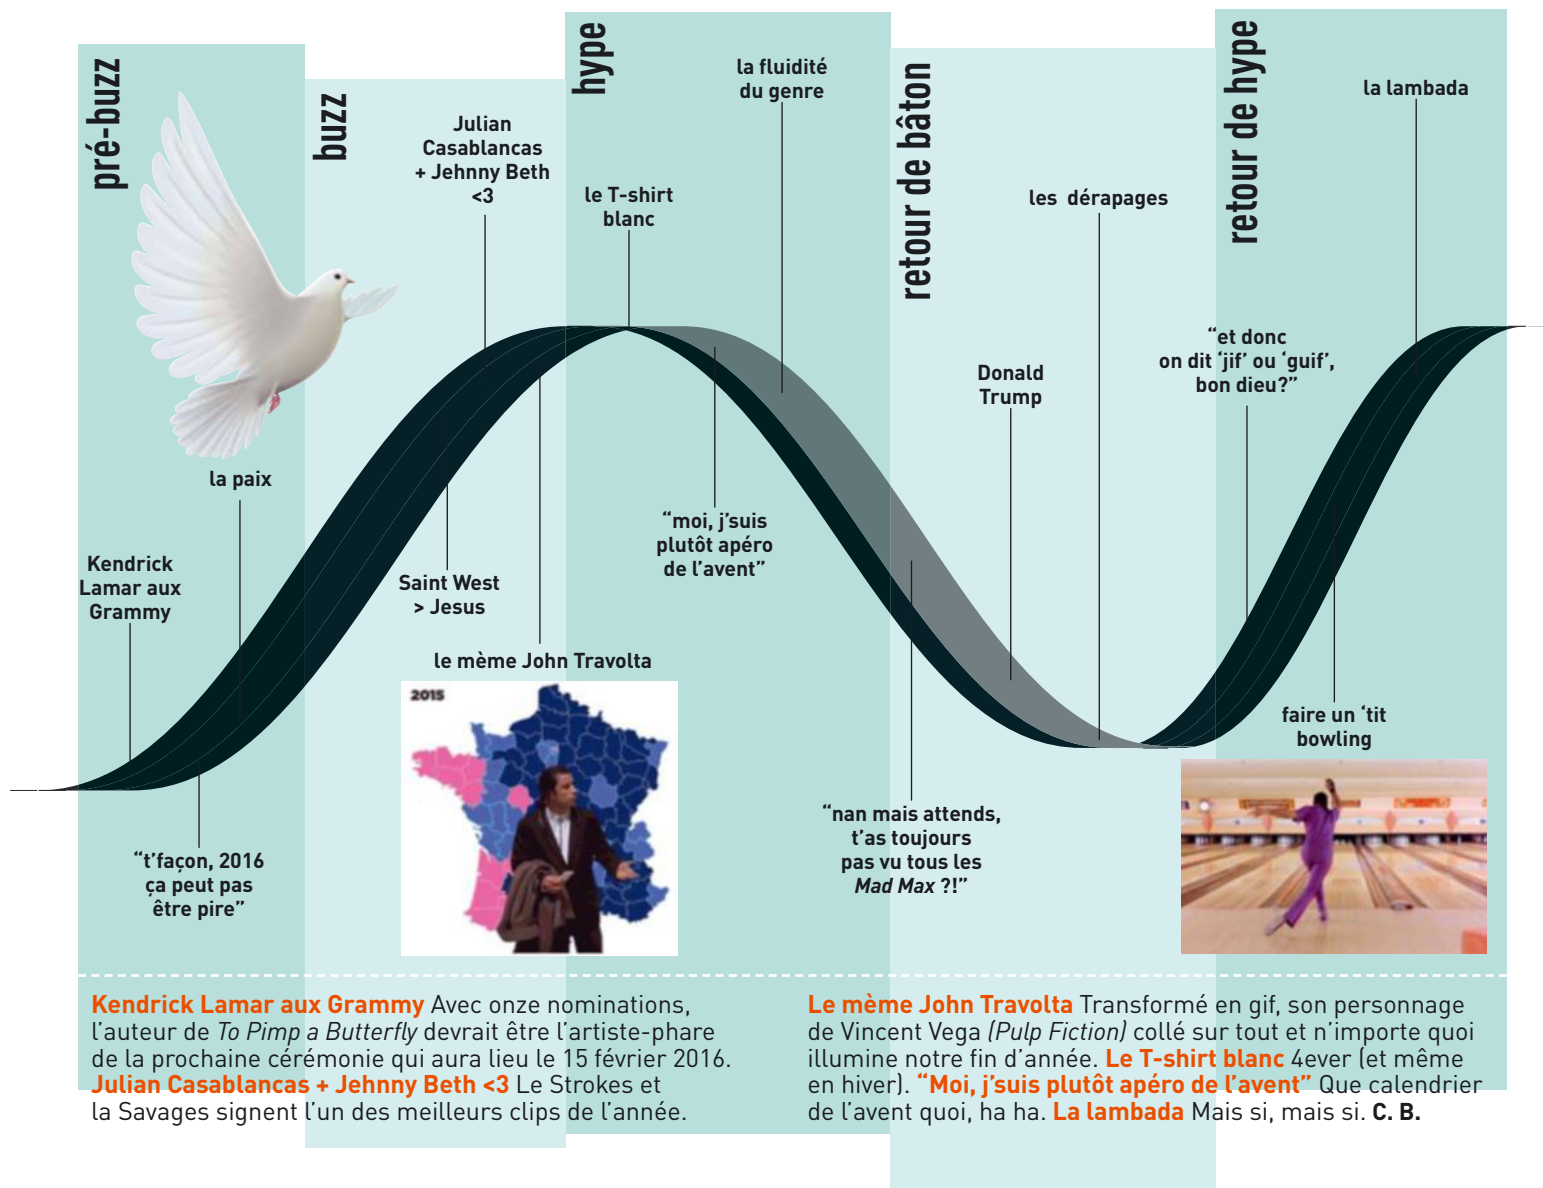 pré-buzz
Kendrick
Lamar aux
Grammy
la paix
“t’façon, 2016
ça peut pas
être pire”
buzz
Julian
Casablancas
+ Jehnny Beth
<3
Saint West
> Jesus
le mème John Travolta
2015
hype
le T-shirt
blanc
la fluidité
du genre
“moi, j’suis
plutôt apéro
de l’avent”
retour de bâton
les dérapages
Donald
Trump
“nan mais attends,
t’as toujours
pas vu tous les
Mad Max ?!”
retour de hype
la lambada
“et donc
on dit ‘jif’ ou ‘guif’,
bon dieu?”
faire un ‘tit
bowling
Kendrick Lamar aux Grammy Avec onze nominations,
l’auteur de To Pimp a Butterfly devrait être l’artiste-phare
de la prochaine cérémonie qui aura lieu le 15 février 2016.
Julian Casablancas + Jehnny Beth <3 Le Strokes et
la Savages signent l’un des meilleurs clips de l’année.
Le mème John Travolta Transformé en gif, son personnage
de Vincent Vega (Pulp Fiction) collé sur tout et n’importe quoi
illumine notre fin d’année. Le T-shirt blanc 4ever (et même
en hiver). “Moi, j’suis plutôt apéro de l’avent” Que calendrier
de l’avent quoi, ha ha. La lambada Mais si, mais si. C. B.